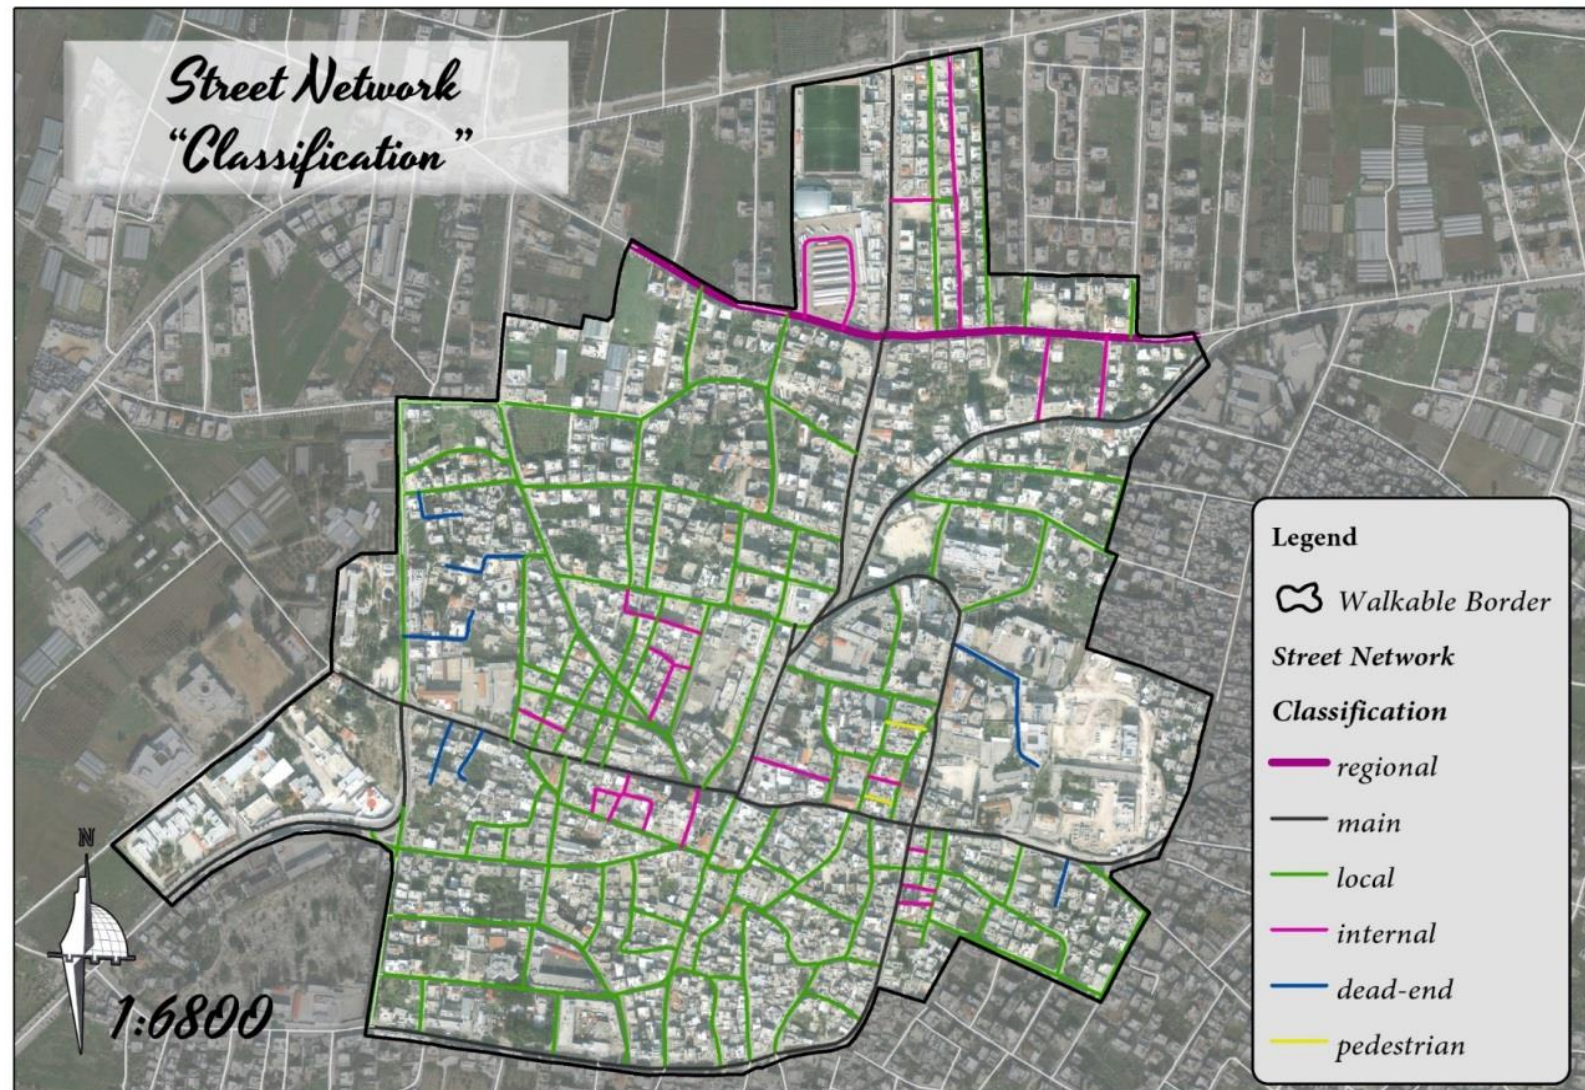 Street Network
“Classification”
Legend
Walkable Border
Street Network
Classification
regional
main
local
internal
dead-end
pedestrian
N
1:6800